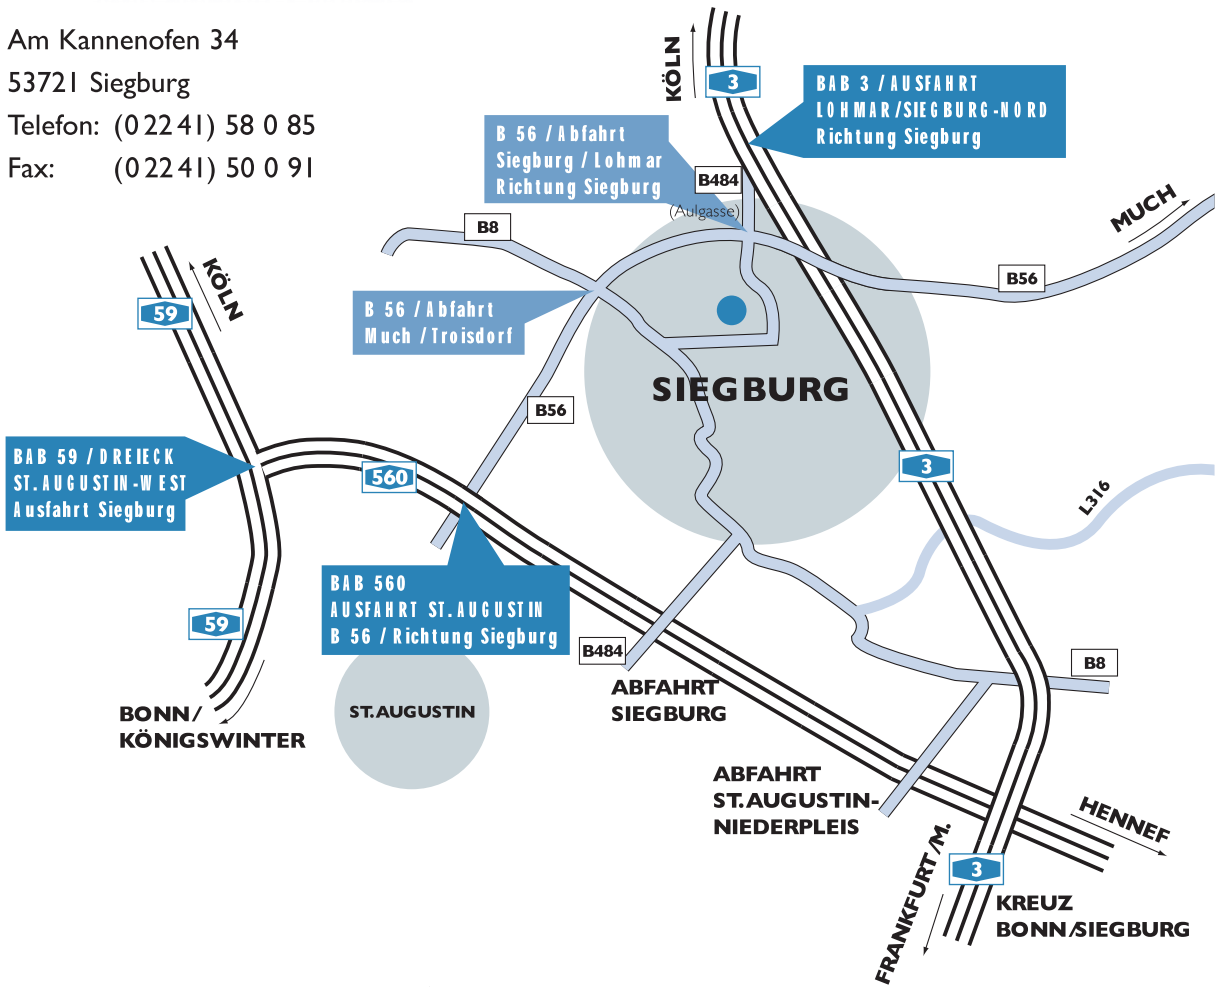 Am Kannenofen 34
53721 Siegburg
Telefon: (0 22 41) 58 0 85
Fax: (0 22 41) 50 0 91
KÖLN
3
BAB 3 / AUSFAHRT
LOHMAR/SIEGBURG-NORD
Richtung Siegburg
B 56 / Abfahrt
Siegburg / Lohmar
Richtung Siegburg
B484
(Aulgasse)
MUCH
B8
B56
KÖLN
59
B 56 / Abfahrt
Much / Troisdorf
SIEGBURG
B56
BAB 59 / DREIECK
ST.AUGUSTIN-WEST
Ausfahrt Siegburg
560
3
L316
BAB 560
AUSFAHRT ST.AUGUSTIN
B 56 / Richtung Siegburg
59
B484
B8
ABFAHRT
SIEGBURG
ST.AUGUSTIN
BONN/
KÖNIGSWINTER
ABFAHRT
ST.AUGUSTIN-
NIEDERPLEIS
HENNEF
FRANKFURT/M.
3
KREUZ
BONN/SIEGBURG